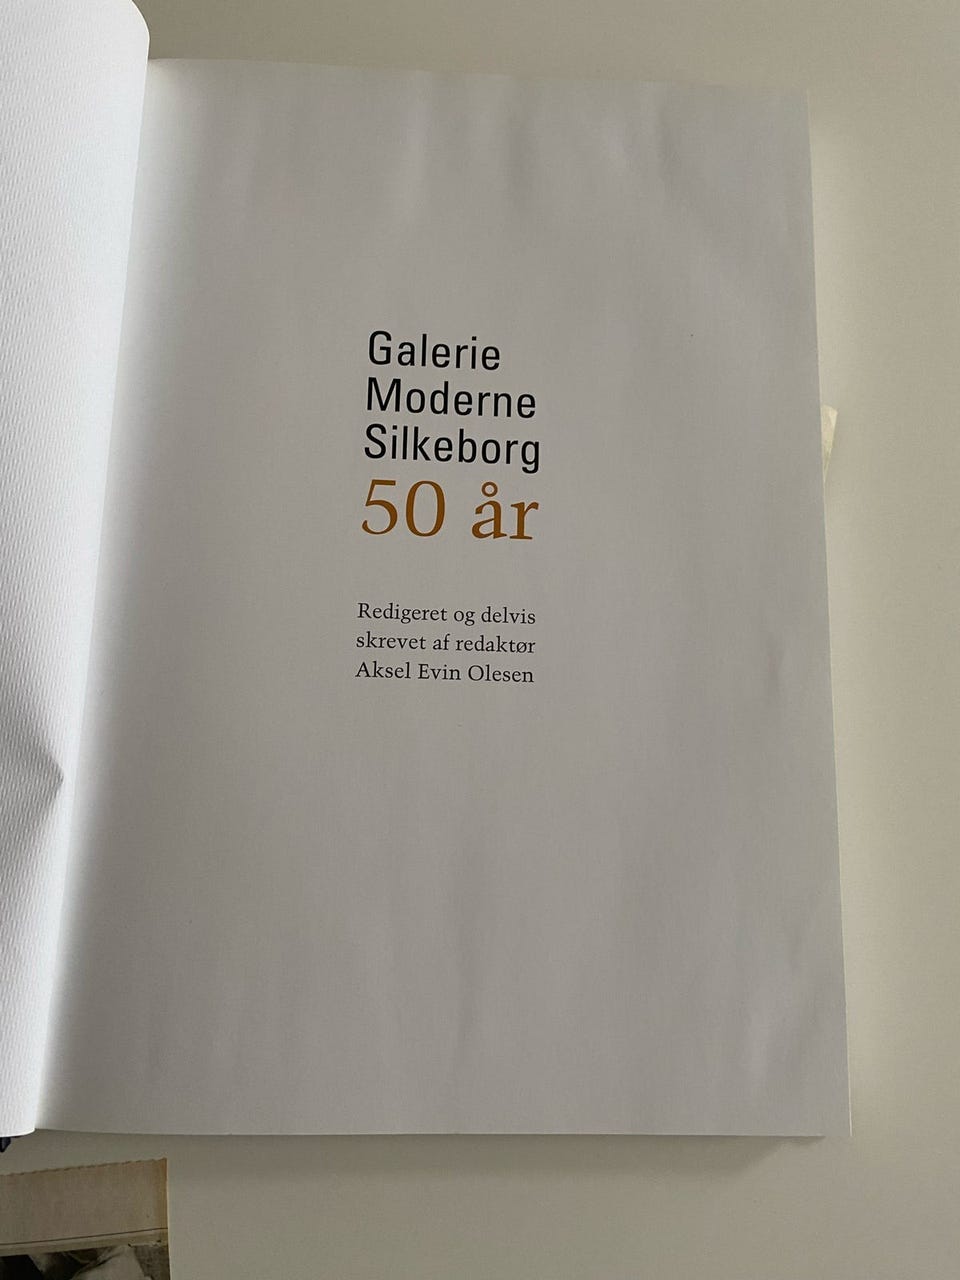 Galerie
Moderne
Silkeborg
50 år
Redigeret og delvis
skrevet af redaktør
Aksel Evin Olesen